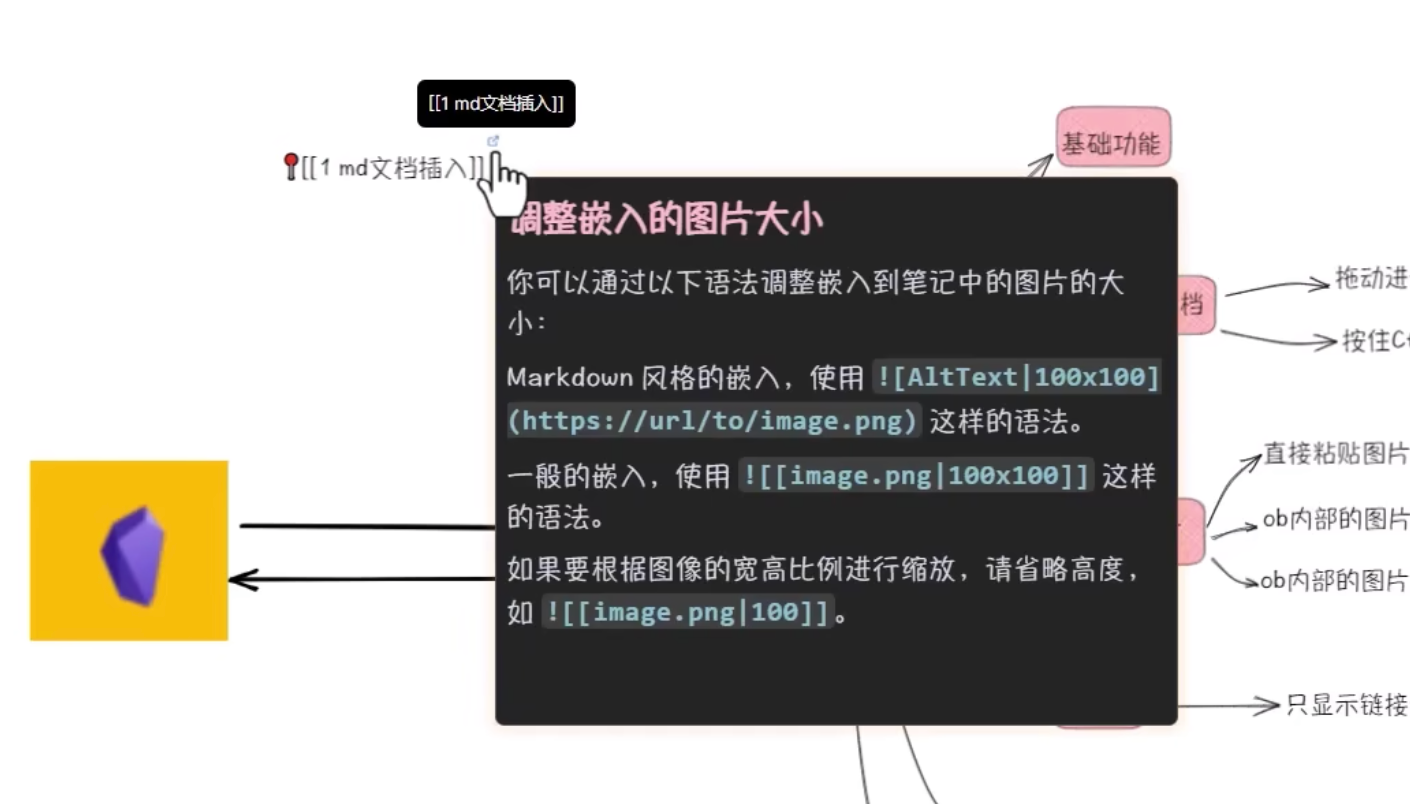 [[1 md文档插入]]
[[1 md文档插入]]
基础功能
调整嵌入的图片大小
你可以通过以下语法调整嵌入到笔记中的图片的大
小：
Markdown 风格的嵌入，使用 ![AltText|100x100]
(https://url/to/image.png) 这样的语法。
一般的嵌入，使用 ![[image.png|100x100]] 这样
的语法。
如果要根据图像的宽高比例进行缩放，请省略高度，
如 ![[image.png|100]]。
档
拖动进
按住C
直接粘贴图片
ob内部的图片
ob内部的图片
只显示链接